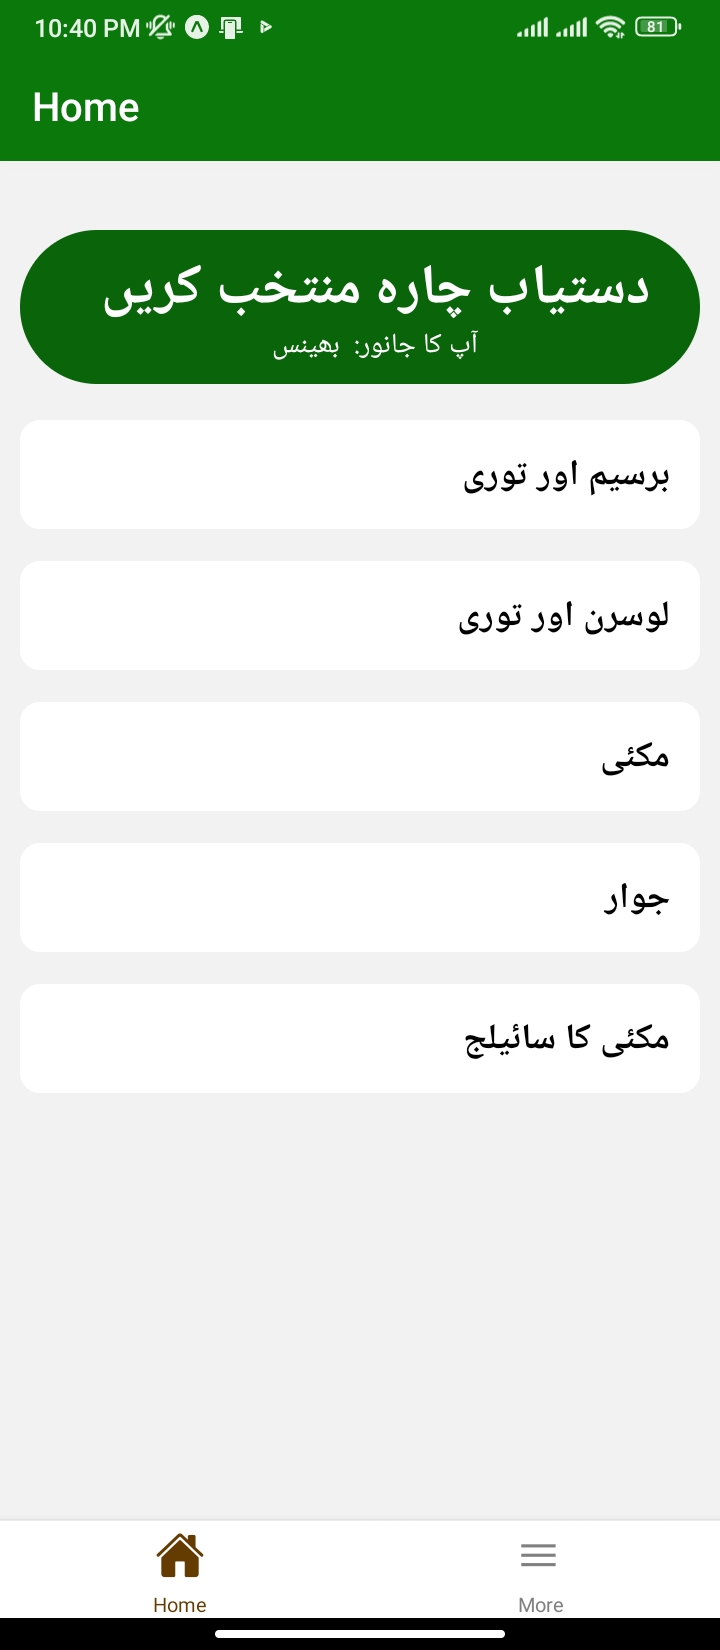 10:40 PM
81
Home
دستیاب چارہ منتخب کریں
آپ کا جانور: بھینس
برسیم اور توری
لوسرن اور توری
مکئی
جوار
مکئی کا سائیلج
Home
More